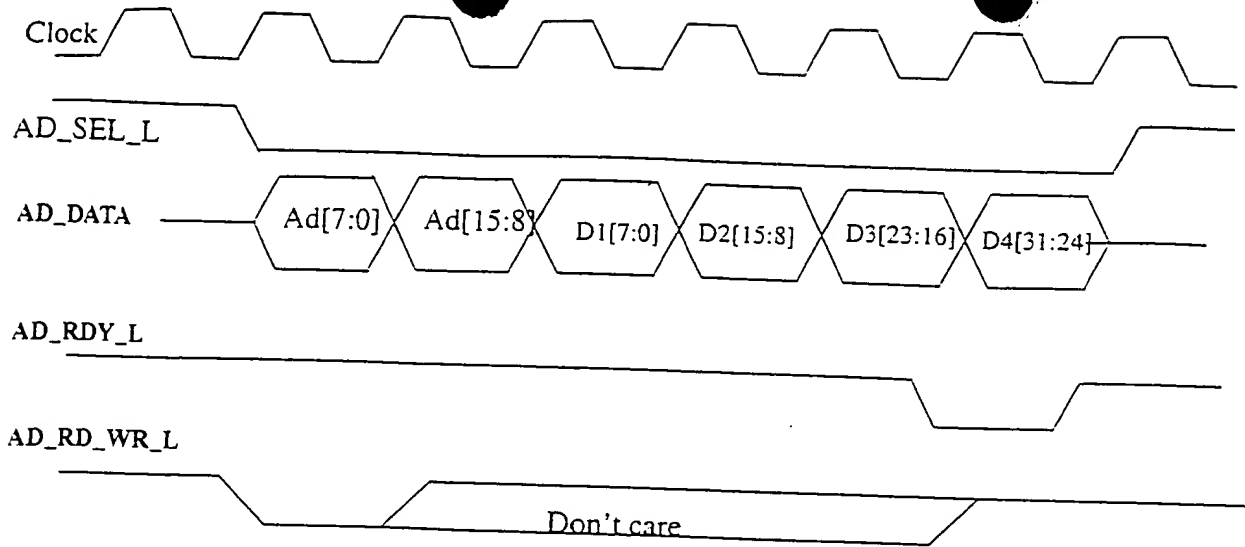 Clock
AD_SEL_L
AD_DATA
Ad[7:0]
Ad[15:8]
D1[7:0]
D2[15:8]
D3[23:16]
D4[31:24]
AD_RDY_L
AD_RD_WR_L
Don't care